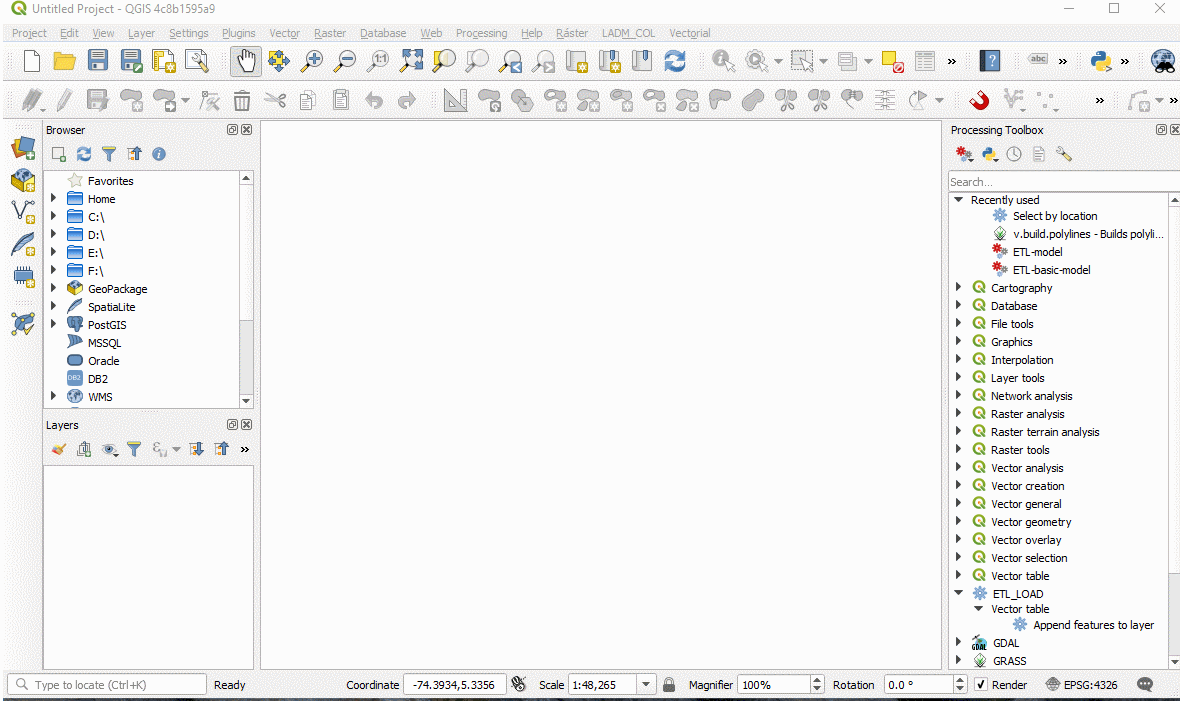 Untitled Project - QGIS 4c8b1595a9
Project Edit View Layer Settings Plugins Vector Raster Database Web Processing Help Ráster LADM_COL Vectorial
1:1
abc
Browser
Favorites
Home
C:\
D:\
E:\
F:\
GeoPackage
SpatiaLite
PostGIS
MSSQL
Oracle
DB2 DB2
WMS
Layers
Processing Toolbox
Search...
Recently used
Select by location
v.build.polylines - Builds polyli...
ETL-model
ETL-basic-model
Cartography
Database
File tools
Graphics
Interpolation
Layer tools
Network analysis
Raster analysis
Raster terrain analysis
Raster tools
Vector analysis
Vector creation
Vector general
Vector geometry
Vector overlay
Vector selection
Vector table
ETL_LOAD
Vector table
Append features to layer
GDAL GDAL
GRASS
Type to locate (Ctrl+K) Ready Coordinate -74.3934,5.3356 Scale 1:48,265 Magnifier 100% Rotation 0.0 ° Render EPSG:4326